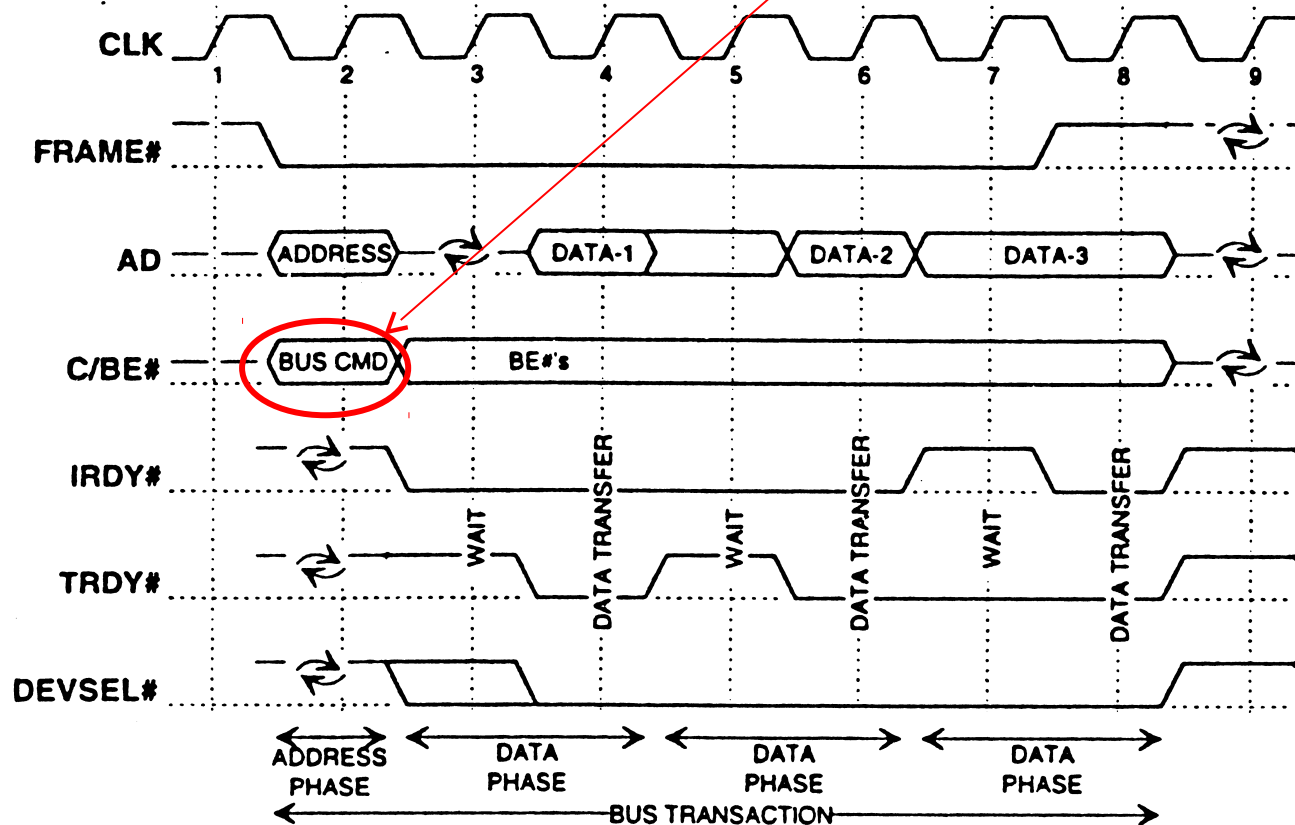 CLK
1 2 3 4 5 6 7 8 9
FRAME#
AD ADDRESS DATA-1 DATA-2 DATA-3
C/BE# BUS CMD BE#'s
IRDY#
TRDY#
WAIT
DATA TRANSFER
WAIT
DATA TRANSFER
WAIT
DATA TRANSFER
DEVSEL#
ADDRESS
PHASE
DATA
PHASE
DATA
PHASE
DATA
PHASE
BUS TRANSACTION